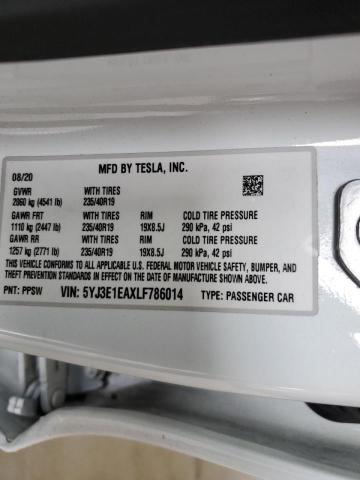 MFD BY TESLA, INC.
08/20
GVWR WITH TIRES
2060 kg (4541 lb) 235/40R19
GAWR FRT WITH TIRES RIM COLD TIRE PRESSURE
1110 kg (2447 lb) 235/40R19 19X8.5J 290 kPa, 42 psi
GAWR RR WITH TIRES RIM COLD TIRE PRESSURE
1257 kg (2771 lb) 235/40R19 19X8.5J 290 kPa, 42 psi
THIS VEHICLE CONFORMS TO ALL APPLICABLE FEDERAL MOTOR VEHICLE SAFETY, BUMPER, AND
THEFT PREVENTION STANDARDS IN EFFECT ON THE DATE OF MANUFACTURE SHOWN ABOVE.
PNT: PPSW VIN: 5YJ3E1EAXLF786014 TYPE: PASSENGER CAR